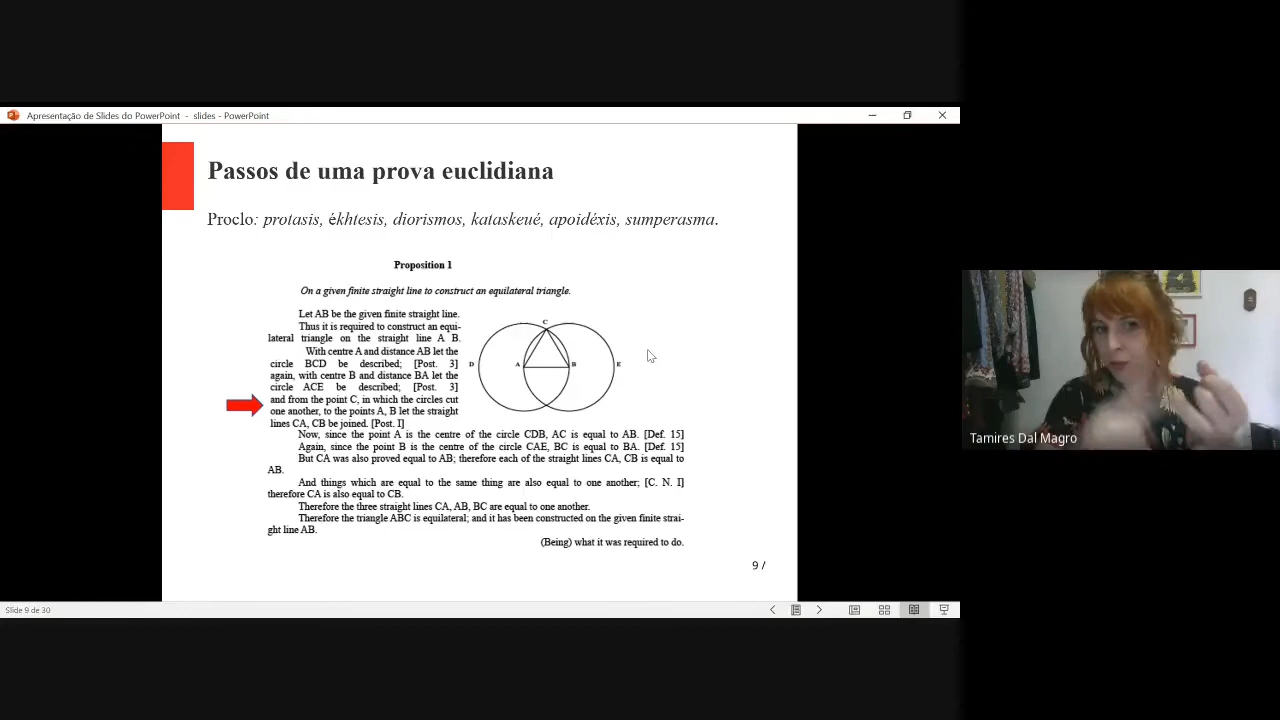 Apresentação de Slides do PowerPoint - slides - PowerPoint
Passos de uma prova euclidiana
Proclo: protasis, ékhtesis, diorismos, kataskeué, apoidéxis, sumperasma.
Proposition 1
On a given finite straight line to construct an equilateral triangle.
Let AB be the given finite straight line.
Thus it is required to construct an equi-
lateral triangle on the straight line A B.
With centre A and distance AB let the
circle BCD be described; [Post. 3]
again, with centre B and distance BA let the
circle ACE be described; [Post. 3]
and from the point C, in which the circles cut
one another, to the points A, B let the straight
lines CA, CB be joined. [Post. I]
C
D
A
B
E
Now, since the point A is the centre of the circle CDB, AC is equal to AB. [Def. 15]
Again, since the point B is the centre of the circle CAE, BC is equal to BA. [Def. 15]
But CA was also proved equal to AB; therefore each of the straight lines CA, CB is equal to
AB.
And things which are equal to the same thing are also equal to one another; [C. N. I]
therefore CA is also equal to CB.
Therefore the three straight lines CA, AB, BC are equal to one another.
Therefore the triangle ABC is equilateral; and it has been constructed on the given finite strai-
ght line AB.
(Being) what it was required to do.
9 /
Slide 9 de 30
Tamires Dal Magro